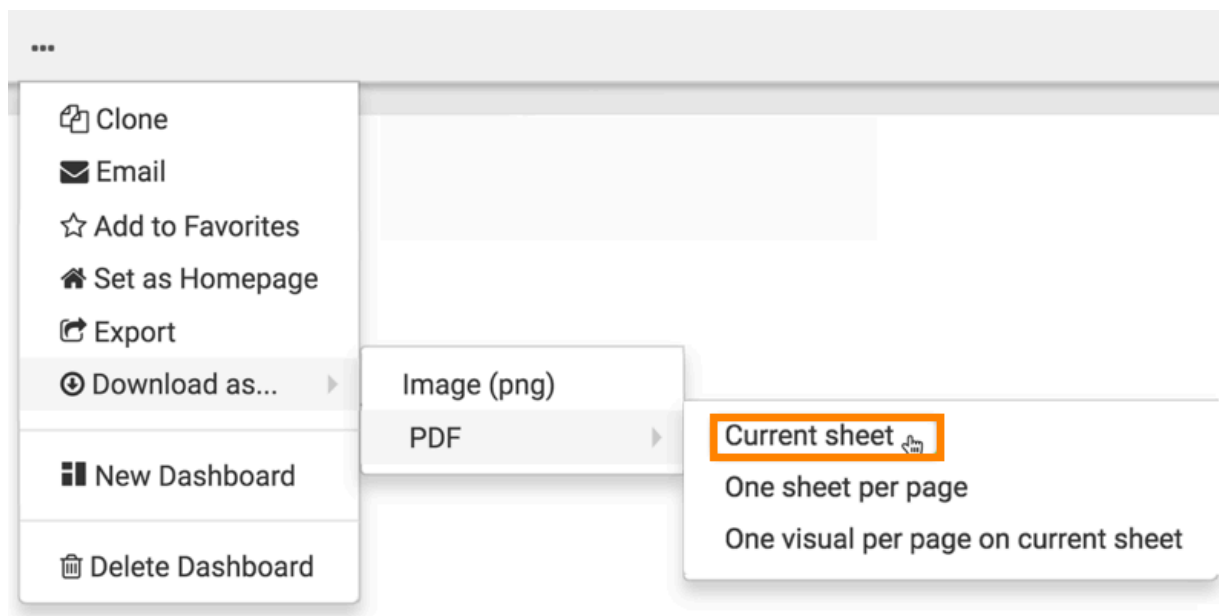 Clone
Email
Add to Favorites
Set as Homepage
Export
Download as...
Image (png)
PDF
Current sheet
One sheet per page
One visual per page on current sheet
New Dashboard
Delete Dashboard